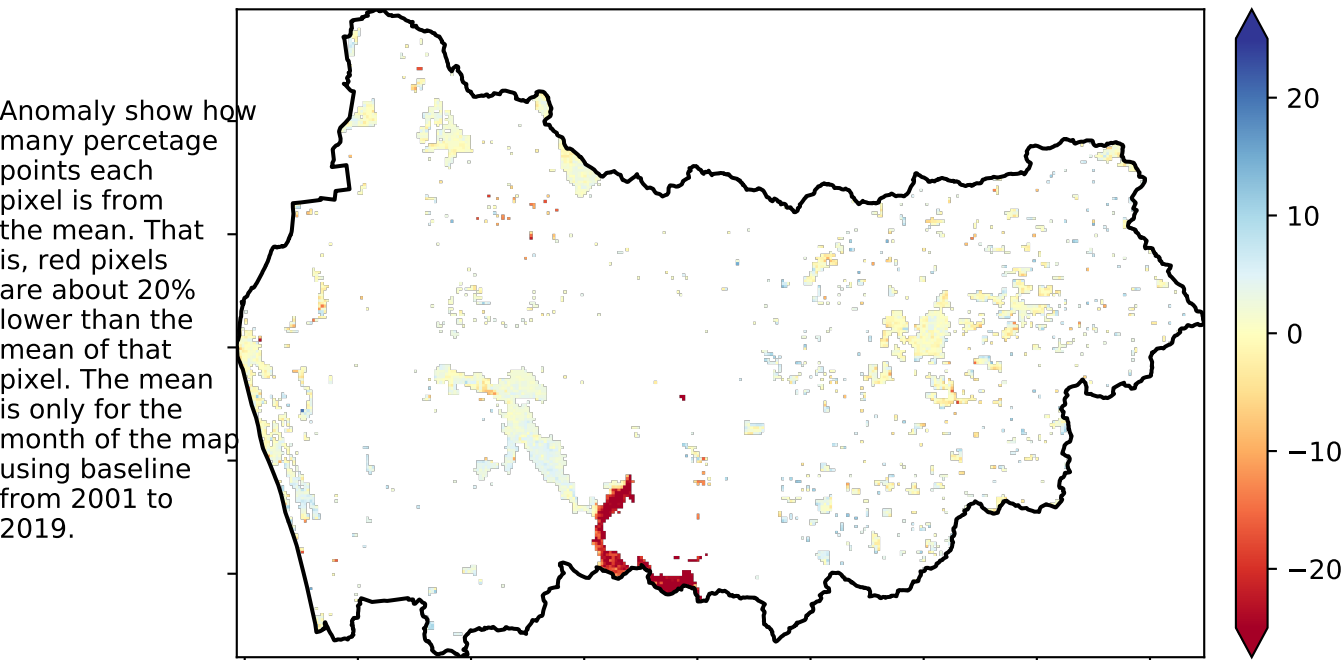 Anomaly show how
many percetage
points each
pixel is from
the mean. That
is, red pixels
are about 20%
lower than the
mean of that
pixel. The mean
is only for the
month of the map
using baseline
from 2001 to
2019.
20
10
0
−10
−20